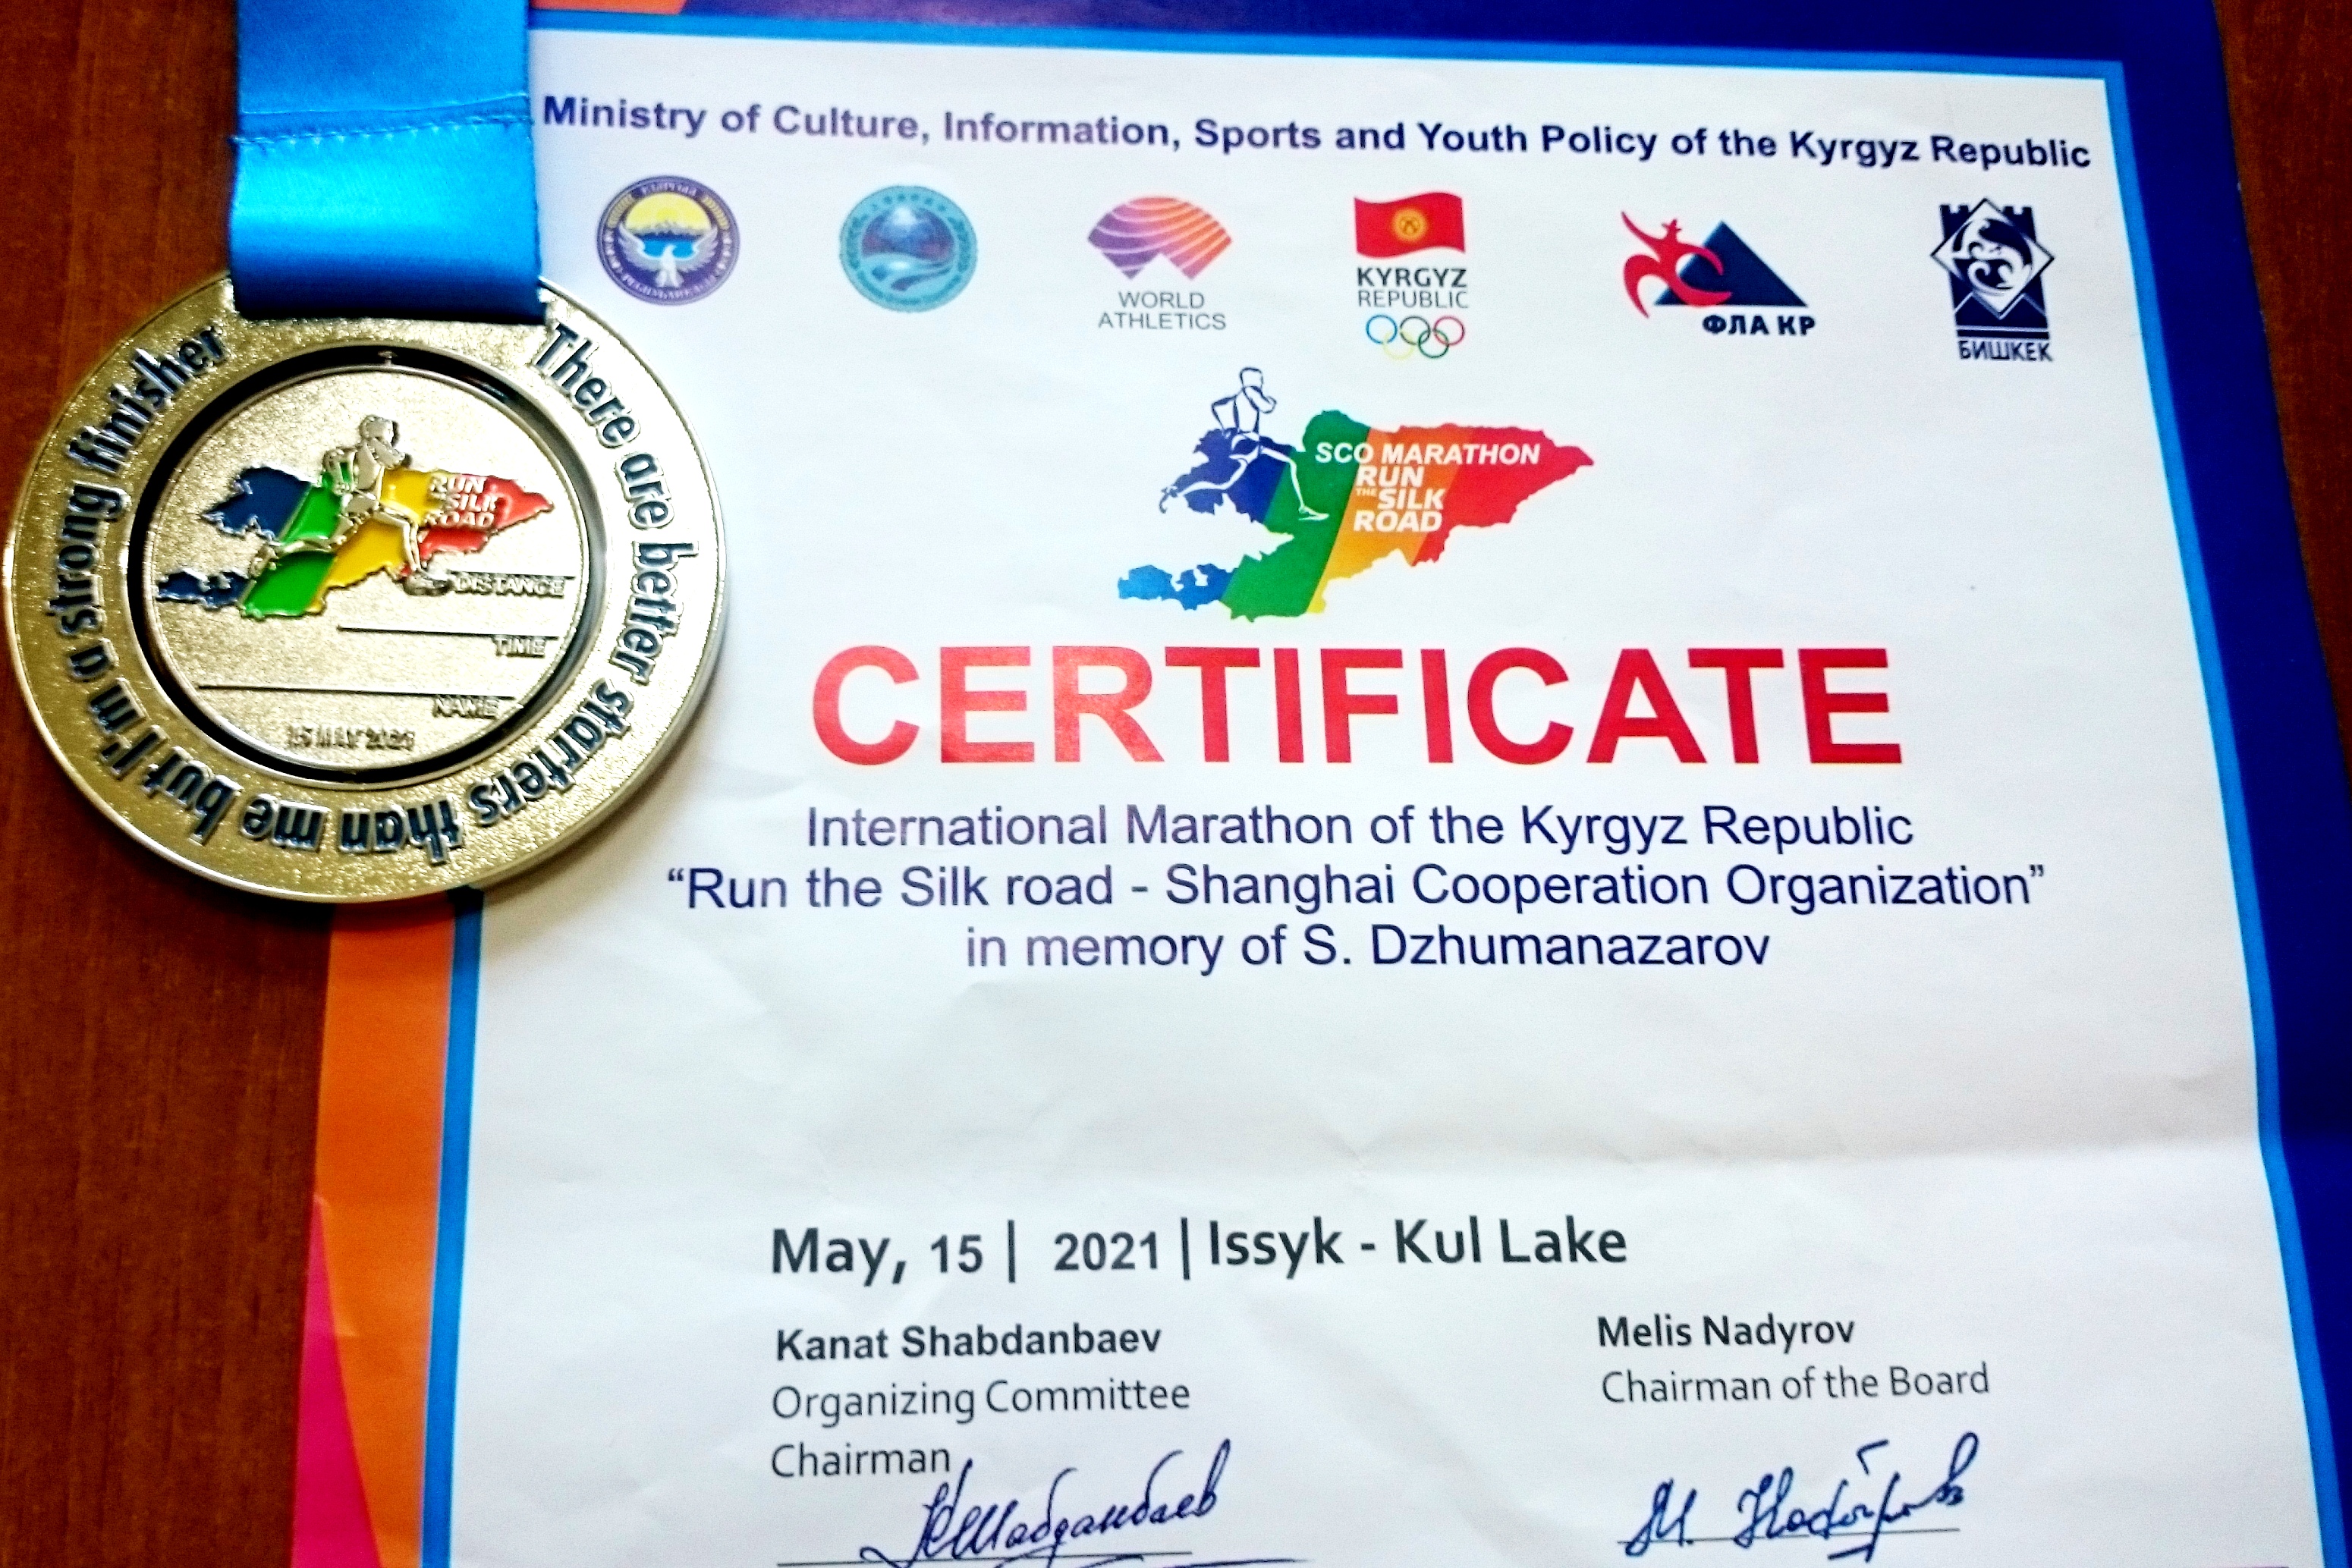 Ministry of Culture, Information, Sports and Youth Policy of the Kyrgyz Republic
WORLD
ATHLETICS
KYRGYZ
REPUBLIC
ФЛА КР
БИШКЕК
SCO MARATHON
RUN
THE SILK
ROAD
CERTIFICATE
International Marathon of the Kyrgyz Republic
“Run the Silk road - Shanghai Cooperation Organization”
in memory of S. Dzhumanazarov
May, 15 | 2021 | Issyk - Kul Lake
Kanat Shabdanbaev
Organizing Committee
Chairman
Melis Nadyrov
Chairman of the Board
There are better starters than me but I'm a strong finisher
RUN
SILK
ROAD
DISTANCE
TIME
NAME
15 MAY